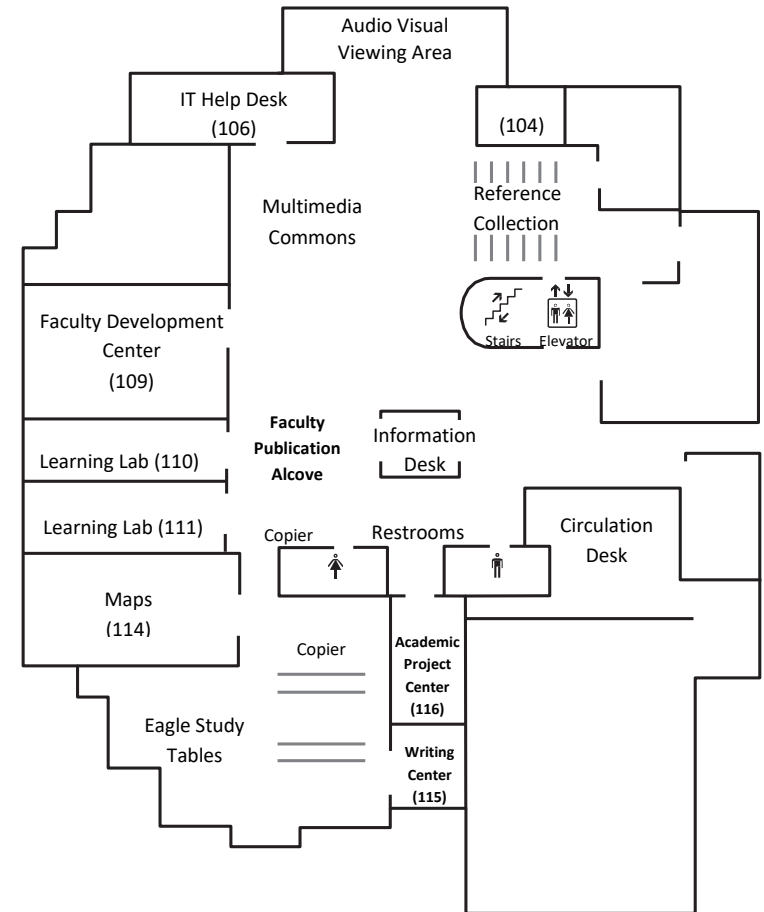 Audio Visual
Viewing Area
IT Help Desk
(106)
(104)
Reference
Collection
Multimedia
Commons
Stairs
Elevator
Faculty Development
Center
(109)
Faculty
Publication
Alcove
Information
Desk
Learning Lab (110)
Learning Lab (111)
Copier
Restrooms
Circulation
Desk
Maps
(114)
Copier
Academic
Project
Center
(116)
Eagle Study
Tables
Writing
Center
(115)